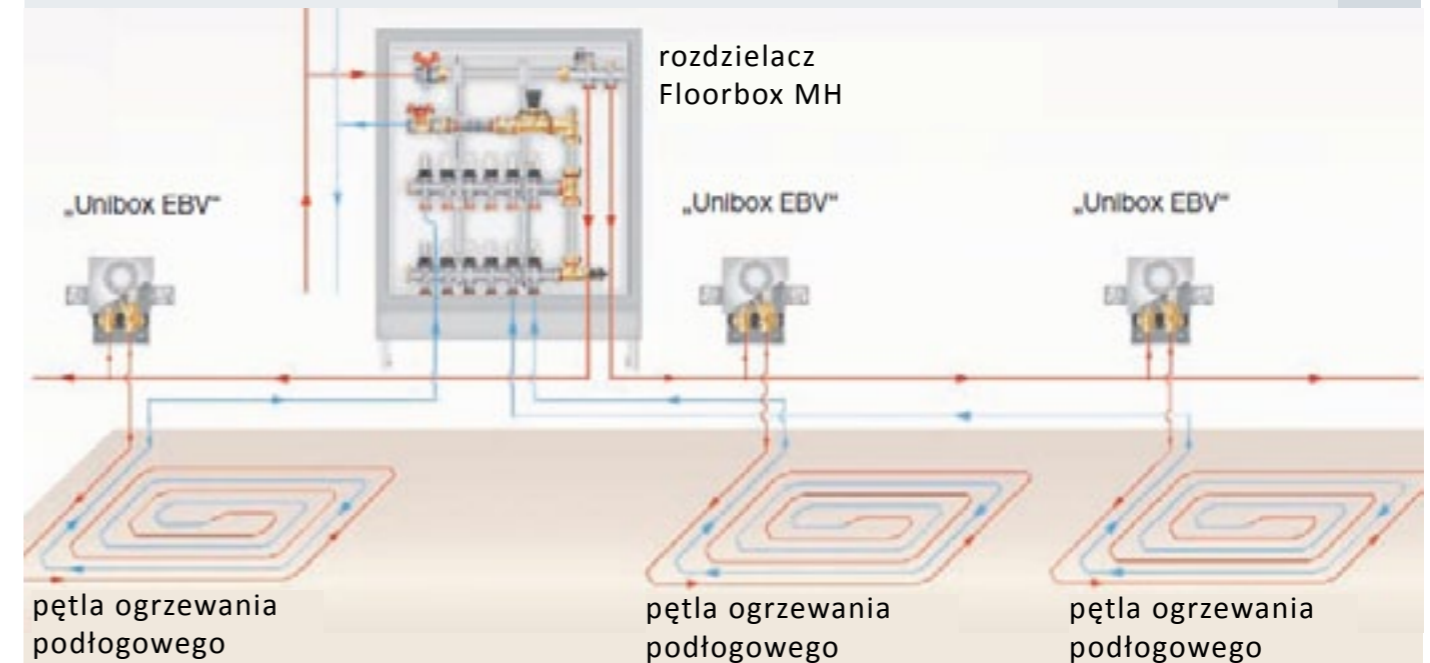 rozdzielacz
Floorbox MH
„Unibox EBV“
„Unibox EBV“
„Unibox EBV“
pętla ogrzewania
podłogowego
pętla ogrzewania
podłogowego
pętla ogrzewania
podłogowego